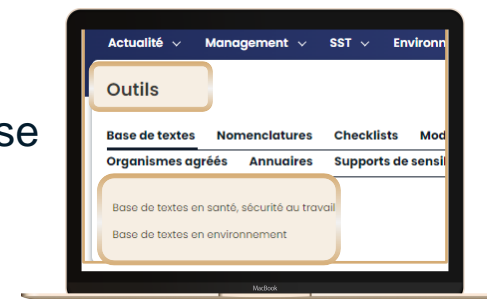 Actualité Management SST Environn
Outils
se
Base de textes Nomenclatures Checklists Mod
Organismes agréés Annuaires Supports de sensi
Base de textes en santé, sécurité au travail
Base de textes en environnement
MacBook